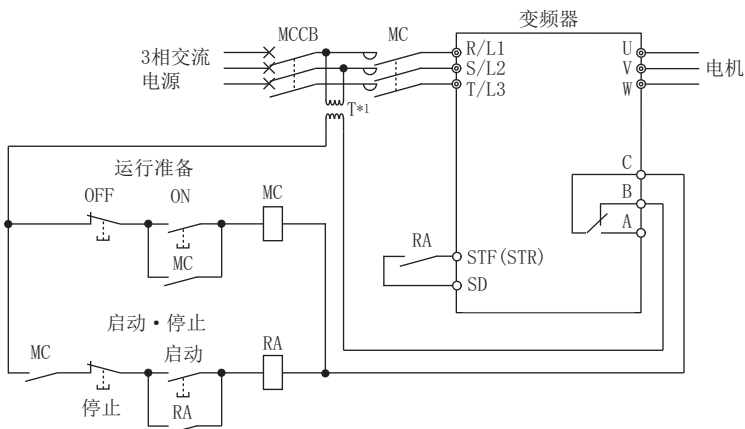 变频器
MCCB
MC
3相交流
电源
R/L1
S/L2
T/L3
U
V
W
电机
T*1
运行准备
OFF
ON
MC
MC
C
B
A
RA
STF(STR)
SD
启动·停止
MC
启动
RA
停止
RA